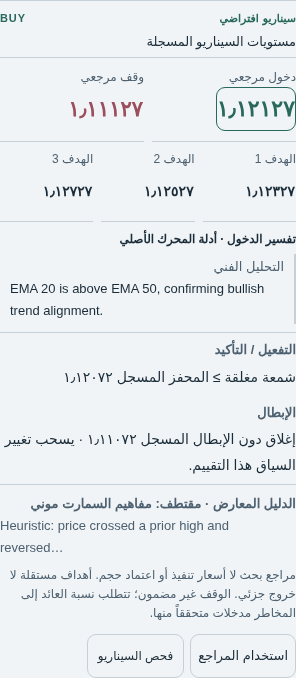 سيناريو افتراضي BUY
مستويات السيناريو المسجلة
دخول مرجعي وقف مرجعي
١٫١٢١٢٧ ١٫١١١٢٧
الهدف 1 الهدف 2 الهدف 3
١٫١٢٣٢٧ ١٫١٢٥٢٧ ١٫١٢٧٢٧
تفسير الدخول · أدلة المحرك الأصلي
التحليل الفني
EMA 20 is above EMA 50, confirming bullish
trend alignment.
التفعيل / التأكيد
شمعة مغلقة ≥ المحفز المسجل ١٫١٢٠٧٢
الإبطال
إغلاق دون الإبطال المسجل ١٫١١٠٧٢ · يسحب تغيير
السياق هذا التقييم.
الدليل المعارض · مقتطف: مفاهيم السمارت موني
Heuristic: price crossed a prior high and
reversed…
مراجع بحث لا أسعار تنفيذ أو اعتماد حجم. أهداف مستقلة لا
خروج جزئي. الوقف غير مضمون؛ تتطلب نسبة العائد إلى
المخاطر مدخلات متحققاً منها.
استخدام المراجع فحص السيناريو